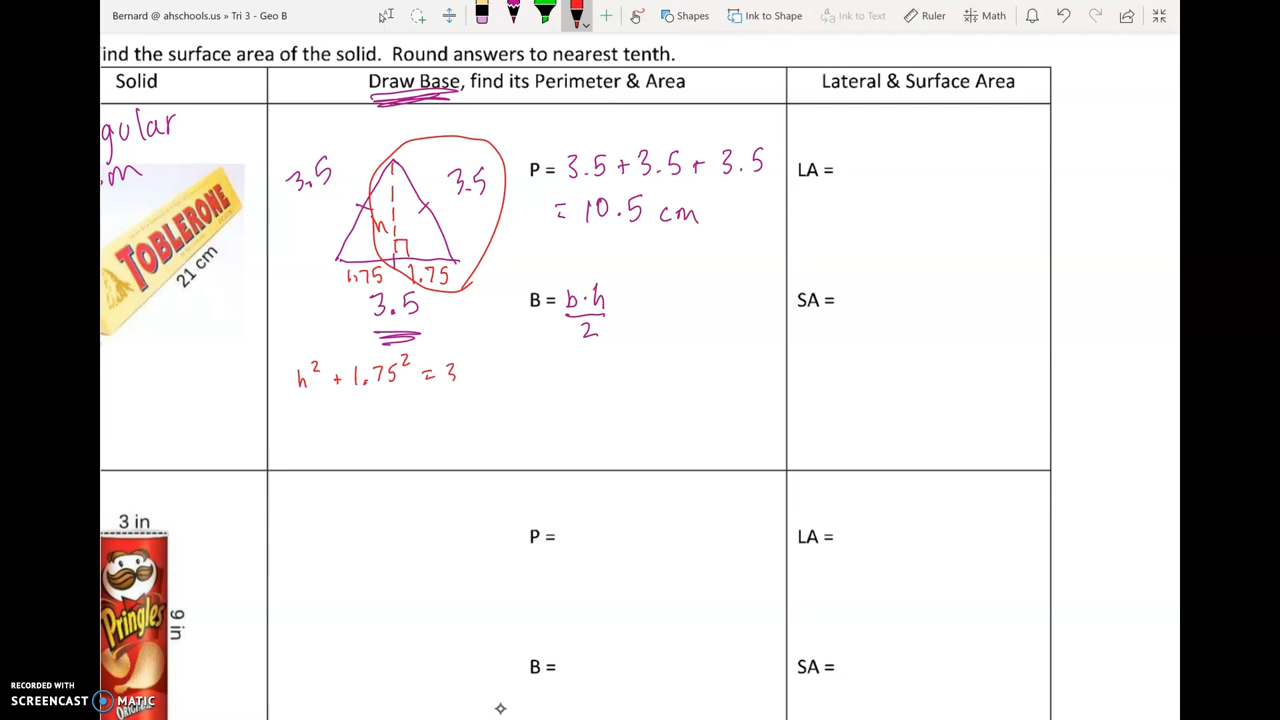 Bernard @ ahschools.us » Tri 3 - Geo B
Shapes
Ink to Shape
Ink to Text
Ruler
Math
ind the surface area of the solid. Round answers to nearest tenth.
Solid
Draw Base, find its Perimeter & Area
Lateral & Surface Area
gular
.m
TOBLERONE
21 cm
3.5
3.5
h
1.75
1.75
3.5
h² + 1.75² = 3
P = 3.5 + 3.5 + 3.5
= 10.5 cm
B = b·h
2
LA =
SA =
3 in
Pringles
ORIGINAL
9 in
P =
B =
LA =
SA =
RECORDED WITH
SCREENCAST MATIC